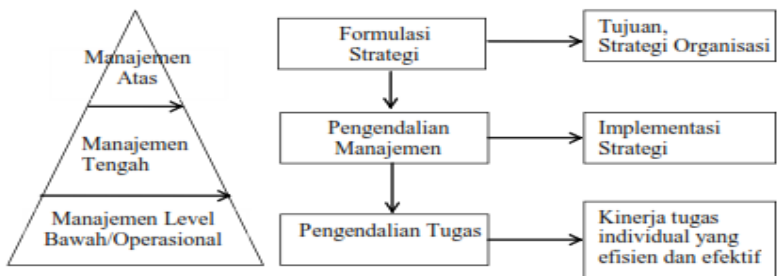 Manajemen
Atas
Manajemen
Tengah
Manajemen Level
Bawah/Operasional
Formulasi
Strategi
Tujuan,
Strategi Organisasi
Pengendalian
Manajemen
Implementasi
Strategi
Pengendalian Tugas
Kinerja tugas
individual yang
efisien dan efektif